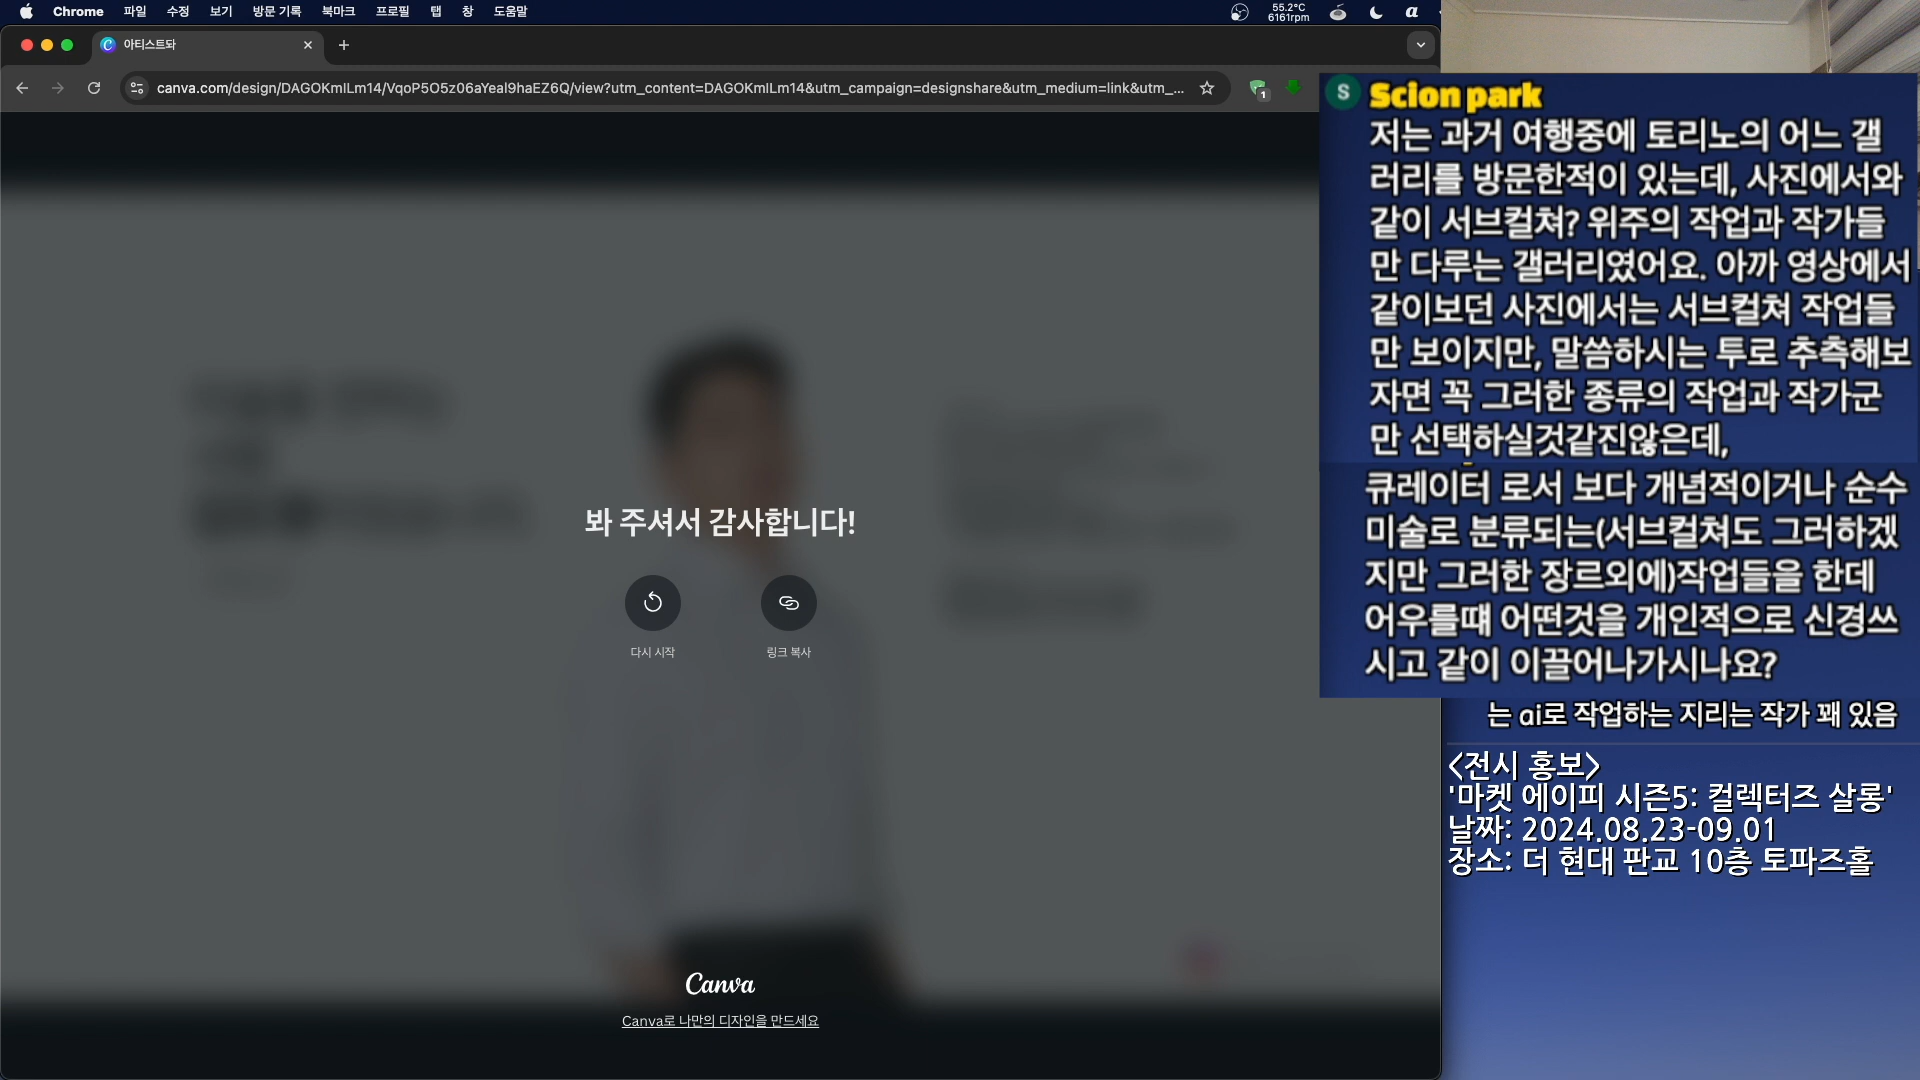 Chrome 파일 수정 보기 방문 기록 북마크 프로필 탭 창 도움말
55.2°C
6161rpm
아티스트돠
canva.com/design/DAGOKmlLm14/VqoP5O5z06aYeal9haEZ6Q/view?utm_content=DAGOKmlLm14&utm_campaign=designshare&utm_medium=link&utm_...
1
봐 주셔서 감사합니다!
다시 시작 링크 복사
Canva
Canva로 나만의 디자인을 만드세요
S Scion park
저는 과거 여행중에 토리노의 어느 갤
러리를 방문한적이 있는데, 사진에서와
같이 서브컬쳐? 위주의 작업과 작가들
만 다루는 갤러리였어요. 아까 영상에서
같이보던 사진에서는 서브컬쳐 작업들
만 보이지만, 말씀하시는 투로 추측해보
자면 꼭 그러한 종류의 작업과 작가군
만 선택하실것같진않은데,
큐레이터 로서 보다 개념적이거나 순수
미술로 분류되는(서브컬쳐도 그러하겠
지만 그러한 장르외에)작업들을 한데
어우를떄 어떤것을 개인적으로 신경쓰
시고 같이 이끌어나가시나요?
는 ai로 작업하는 지리는 작가 꽤 있음
<전시 홍보>
'마켓 에이피 시즌5: 컬렉터즈 살롱'
날짜: 2024.08.23-09.01
장소: 더 현대 판교 10층 토파즈홀